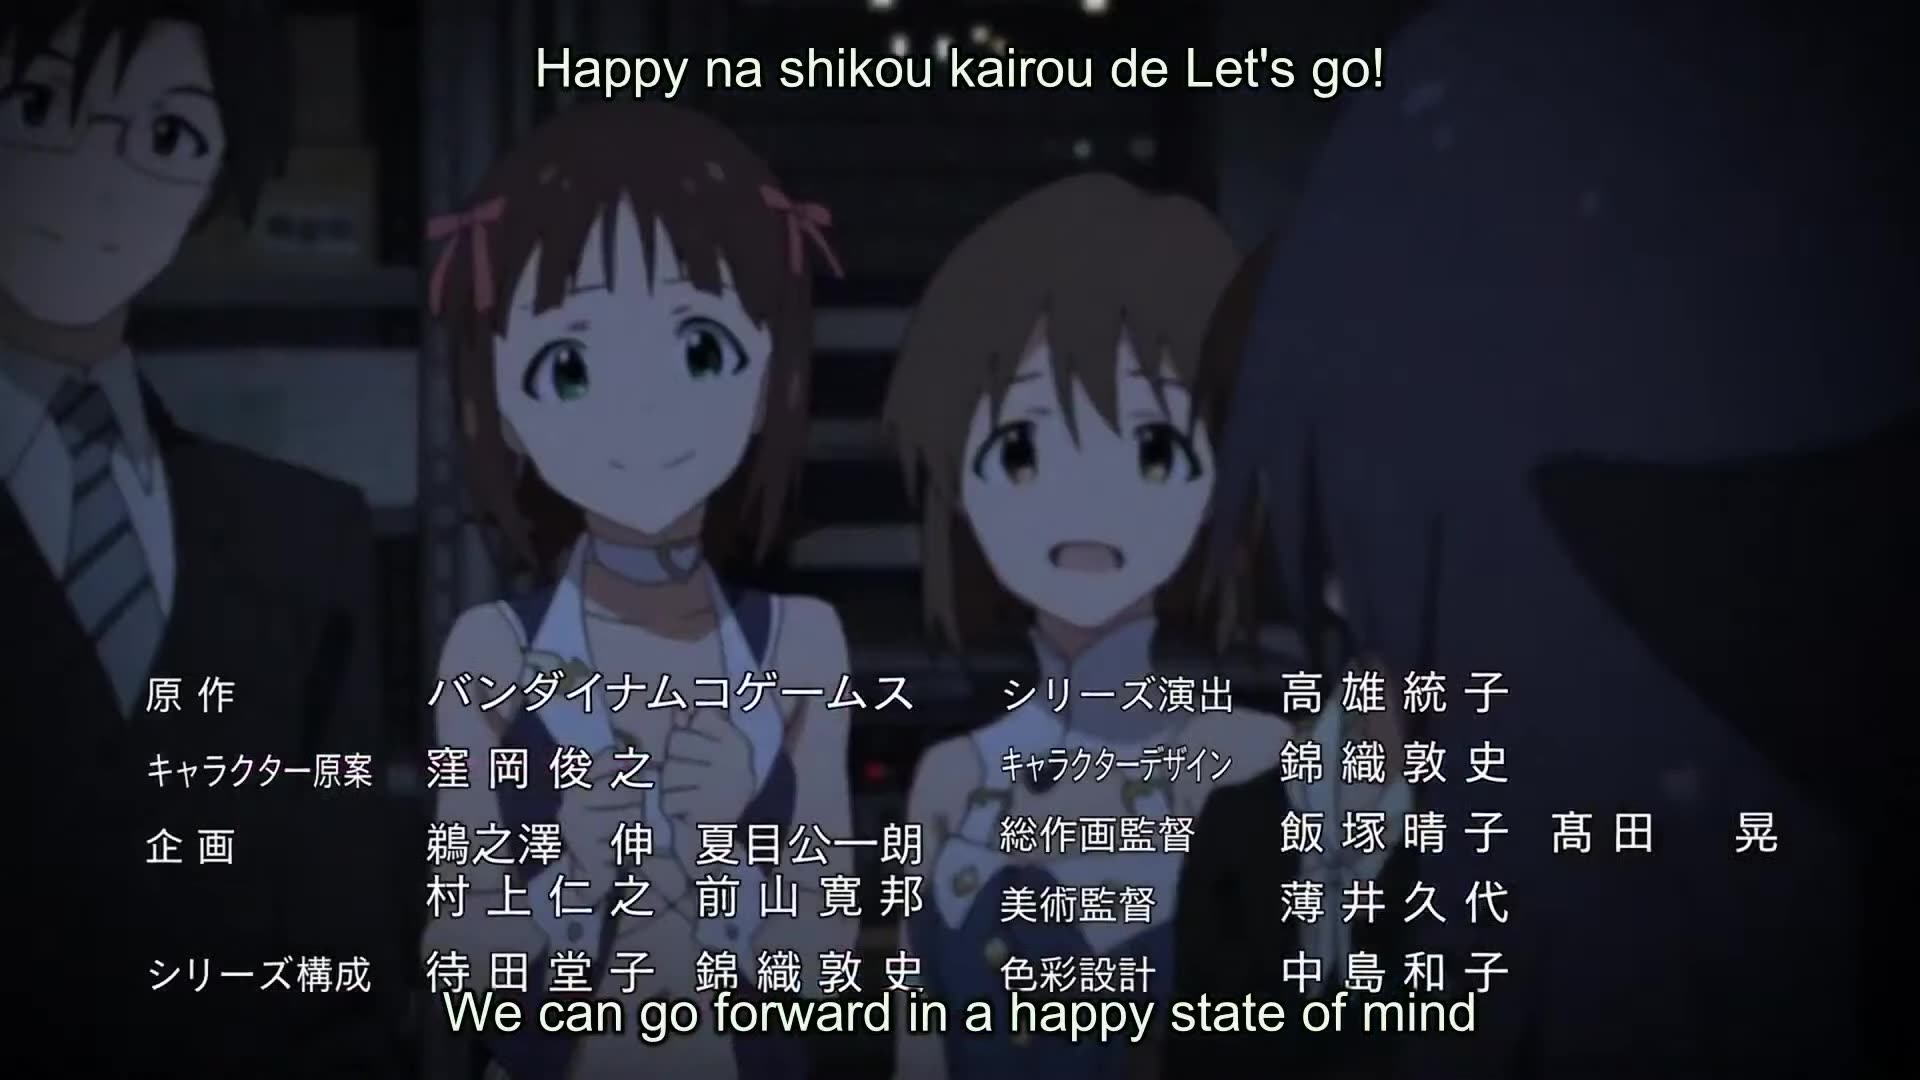 Happy na shikou kairou de Let's go!
原作 バンダイナムコゲームス
キャラクター原案 窪岡俊之
企画 鵜之澤 伸 夏目公一朗
村上仁之 前山寛邦
シリーズ構成 待田堂子 錦織敦史
シリーズ演出 高雄統子
キャラクターデザイン 錦織敦史
総作画監督 飯塚晴子 髙田 晃
美術監督 薄井久代
色彩設計 中島和子
We can go forward in a happy state of mind